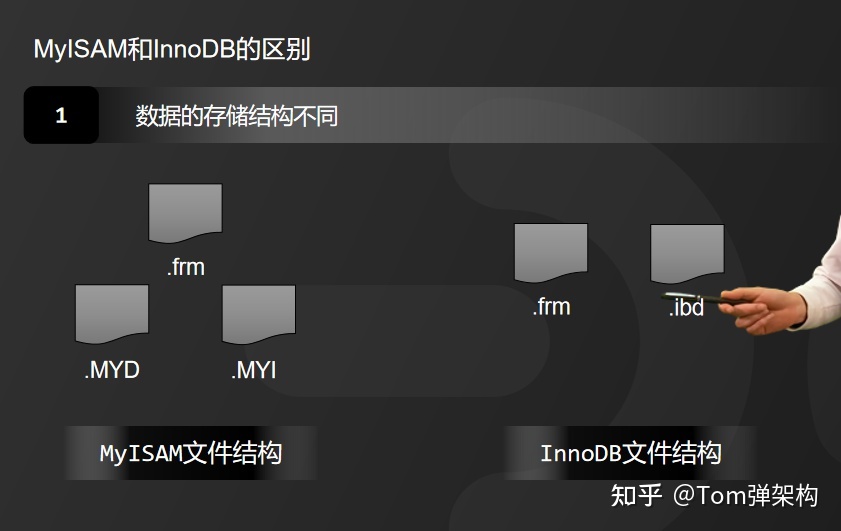 MyISAM和InnoDB的区别
1 数据的存储结构不同
.frm
.MYD .MYI
MyISAM文件结构
.frm .ibd
InnoDB文件结构
知乎 @Tom弹架构